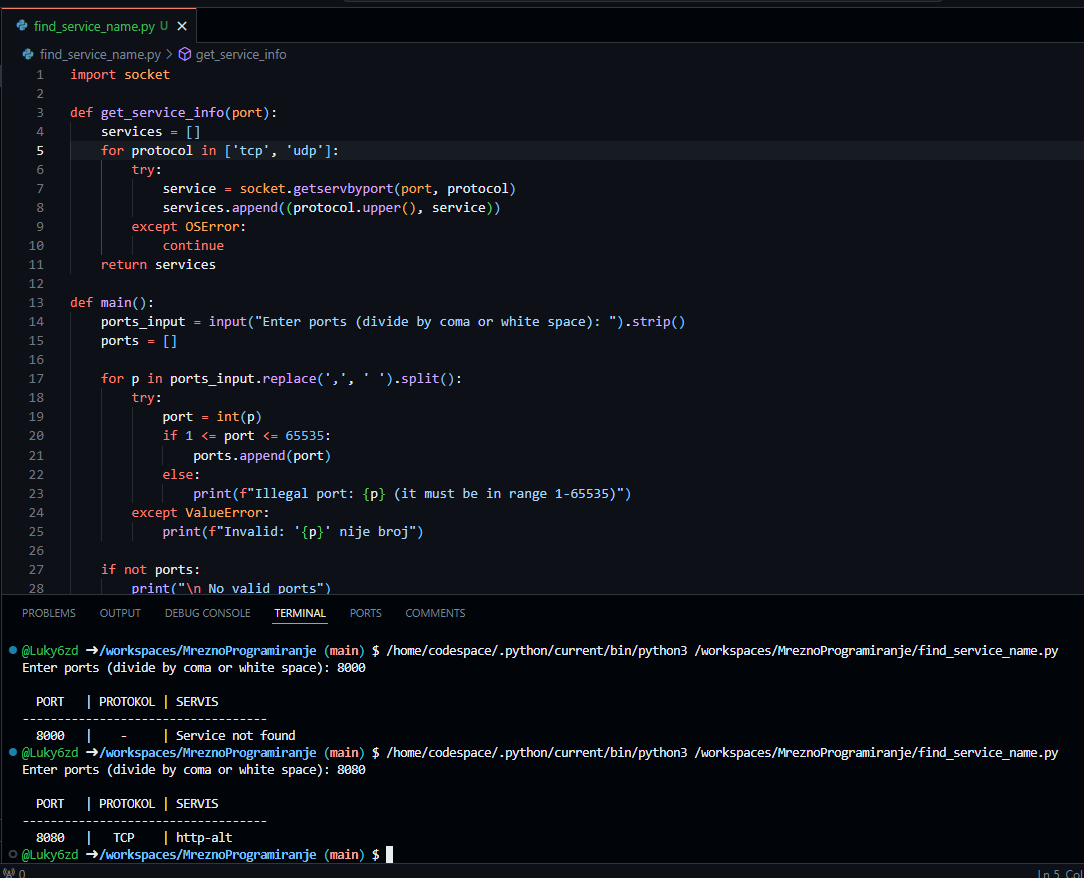 find_service_name.py U ×
find_service_name.py > get_service_info
1 import socket
2
3 def get_service_info(port):
4     services = []
5     for protocol in ['tcp', 'udp']:
6         try:
7             service = socket.getservbyport(port, protocol)
8             services.append((protocol.upper(), service))
9         except OSError:
10             continue
11     return services
12
13 def main():
14     ports_input = input("Enter ports (divide by coma or white space): ").strip()
15     ports = []
16
17     for p in ports_input.replace(',', ' ').split():
18         try:
19             port = int(p)
20             if 1 <= port <= 65535:
21                 ports.append(port)
22             else:
23                 print(f"Illegal port: {p} (it must be in range 1-65535)")
24         except ValueError:
25             print(f"Invalid: '{p}' nije broj")
26
27     if not ports:
28         print("\n No valid ports")
PROBLEMS OUTPUT DEBUG CONSOLE TERMINAL PORTS COMMENTS
@Luky6zd ➜/workspaces/MreznoProgramiranje (main) $ /home/codespace/.python/current/bin/python3 /workspaces/MreznoProgramiranje/find_service_name.py
Enter ports (divide by coma or white space): 8000
PORT | PROTOKOL | SERVIS
-----------------------------------
8000 | - | Service not found
@Luky6zd ➜/workspaces/MreznoProgramiranje (main) $ /home/codespace/.python/current/bin/python3 /workspaces/MreznoProgramiranje/find_service_name.py
Enter ports (divide by coma or white space): 8080
PORT | PROTOKOL | SERVIS
-----------------------------------
8080 | TCP | http-alt
@Luky6zd ➜/workspaces/MreznoProgramiranje (main) $
0 Ln 5, Col